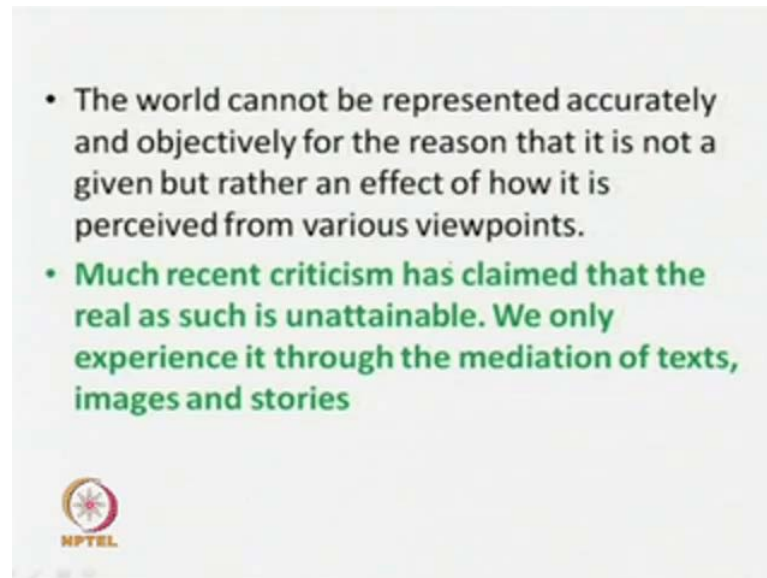 • The world cannot be represented accurately
and objectively for the reason that it is not a
given but rather an effect of how it is
perceived from various viewpoints.
• Much recent criticism has claimed that the
real as such is unattainable. We only
experience it through the mediation of texts,
images and stories
NPTEL